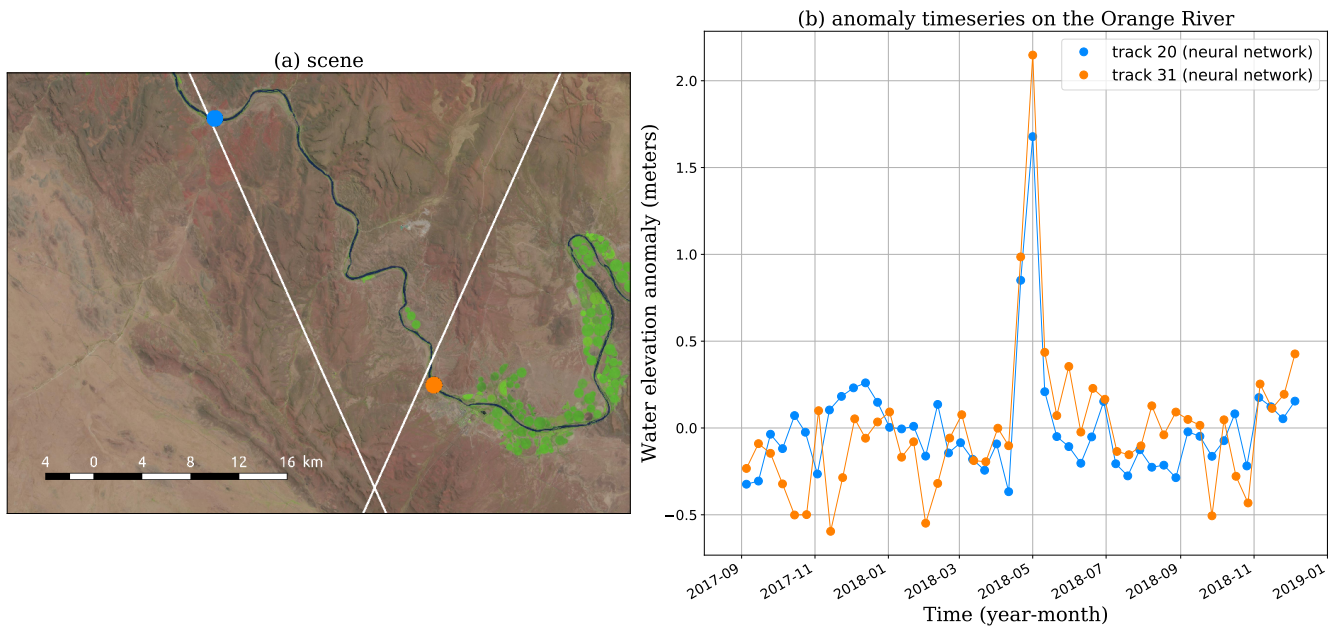 (a) scene
4 0 4 8 12 16 km
(b) anomaly timeseries on the Orange River
track 20 (neural network)
track 31 (neural network)
Water elevation anomaly (meters)
2.0
1.5
1.0
0.5
0.0
−0.5
2017-09 2017-11 2018-01 2018-03 2018-05 2018-07 2018-09 2018-11 2019-01
Time (year-month)